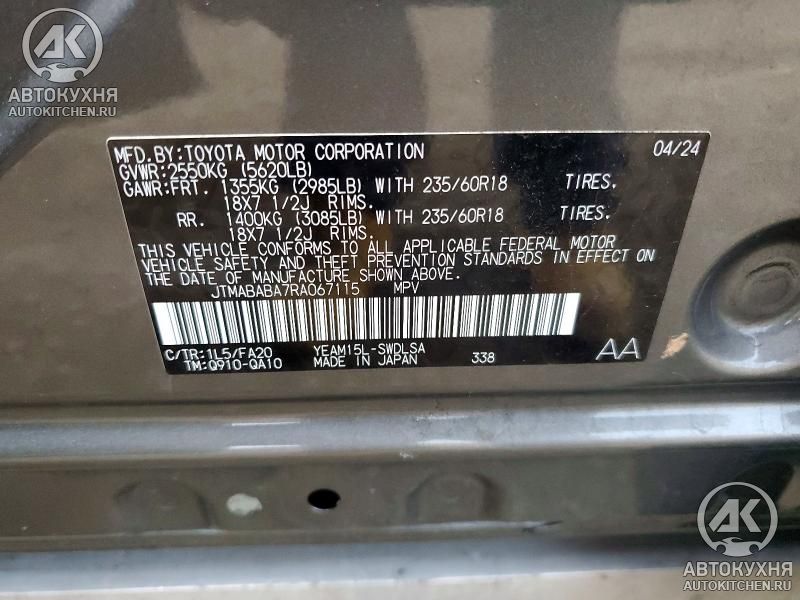 AK
АВТОКУХНЯ
AUTOKITCHEN.RU
MFD.BY:TOYOTA MOTOR CORPORATION 04/24
GVWR:2550KG (5620LB)
GAWR:FRT. 1355KG (2985LB) WITH 235/60R18 TIRES.
18X7 1/2J RIMS.
RR. 1400KG (3085LB) WITH 235/60R18 TIRES.
18X7 1/2J RIMS.
THIS VEHICLE CONFORMS TO ALL APPLICABLE FEDERAL MOTOR
VEHICLE SAFETY AND THEFT PREVENTION STANDARDS IN EFFECT ON
THE DATE OF MANUFACTURE SHOWN ABOVE.
JTMABABA7RA067115 MPV
C/TR:1L5/FA20 YEAM15L-SWDLSA
TM:Q910-QA10 MADE IN JAPAN 338 AA
AK
АВТОКУХНЯ
AUTOKITCHEN.RU